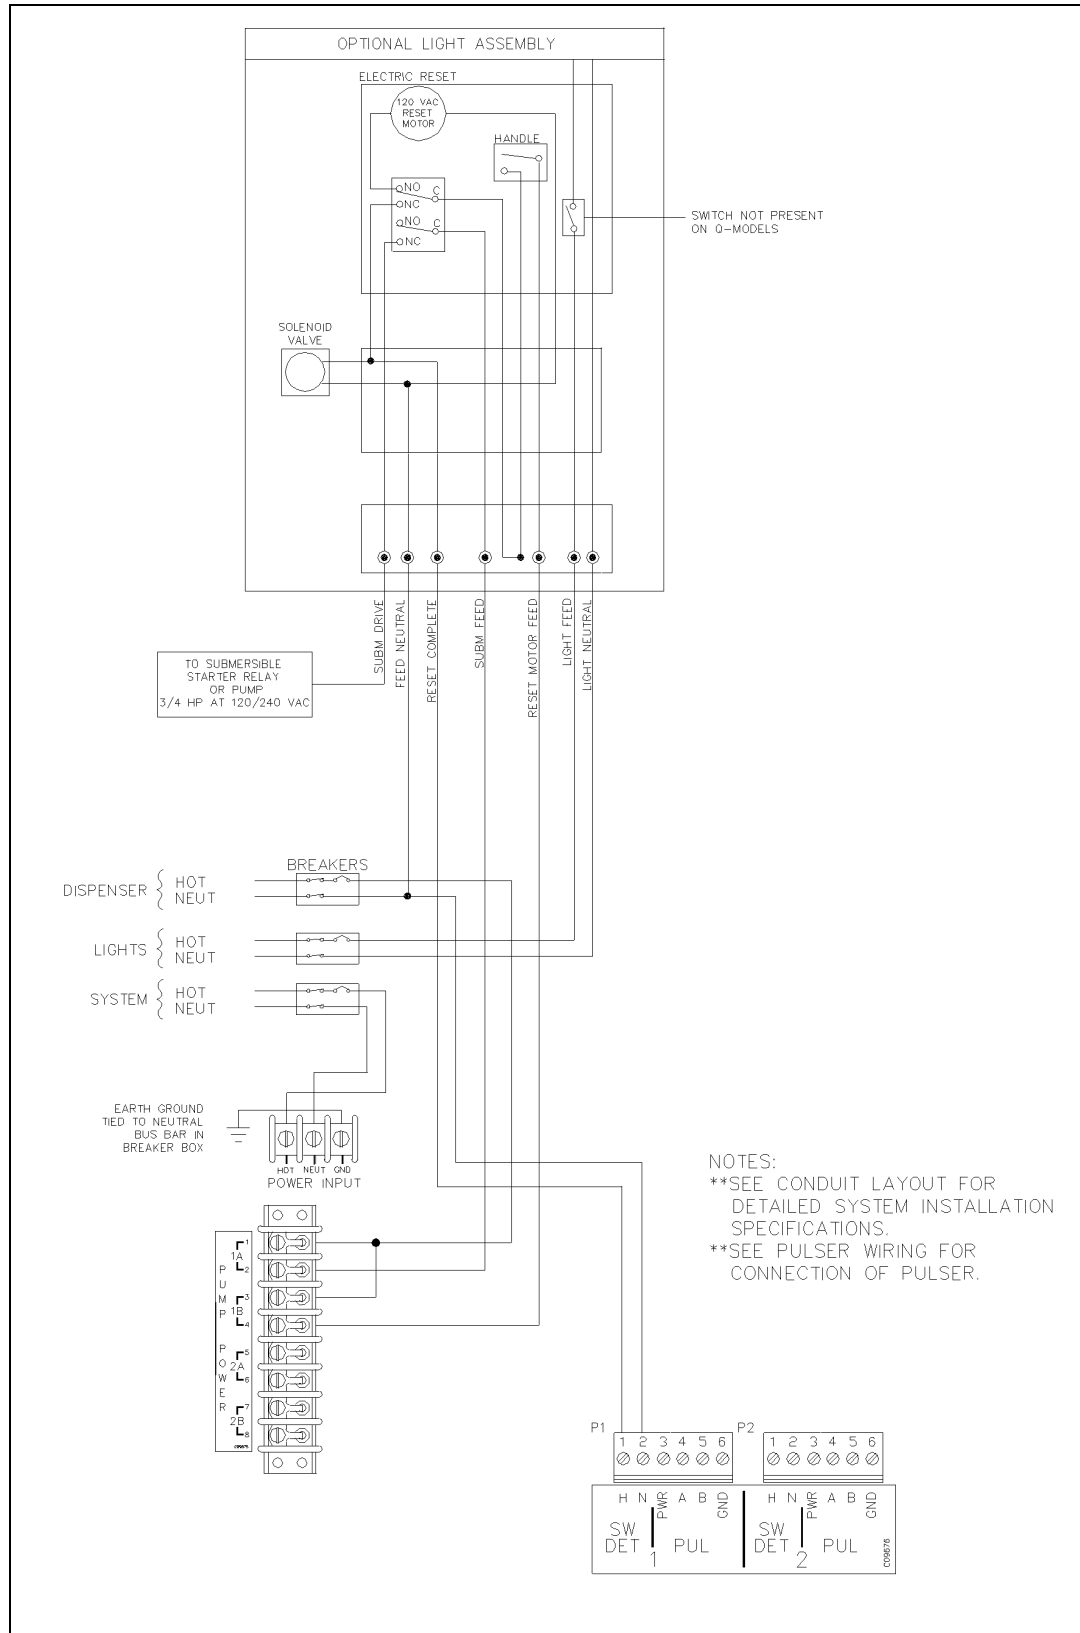 OPTIONAL LIGHT ASSEMBLY
ELECTRIC RESET
120 VAC
RESET
MOTOR
HANDLE
NO
C
NC
NO
C
NC
SWITCH NOT PRESENT
ON Q-MODELS
SOLENOID
VALVE
SUBM DRIVE
FEED NEUTRAL
RESET COMPLETE
SUBM FEED
RESET MOTOR FEED
LIGHT FEED
LIGHT NEUTRAL
TO SUBMERSIBLE
STARTER RELAY
OR PUMP
3/4 HP AT 120/240 VAC
BREAKERS
DISPENSER
HOT
NEUT
LIGHTS
HOT
NEUT
SYSTEM
HOT
NEUT
EARTH GROUND
TIED TO NEUTRAL
BUS BAR IN
BREAKER BOX
HOT NEUT GND
POWER INPUT
NOTES:
**SEE CONDUIT LAYOUT FOR
DETAILED SYSTEM INSTALLATION
SPECIFICATIONS.
**SEE PULSER WIRING FOR
CONNECTION OF PULSER.
PUMP POWER
1
1A
2
3
1B
4
5
2A
6
7
2B
8
P1
1 2 3 4 5 6
P2
1 2 3 4 5 6
H N PWR A B GND
SW
DET
1
PUL
H N PWR A B GND
SW
DET
2
PUL
C09676